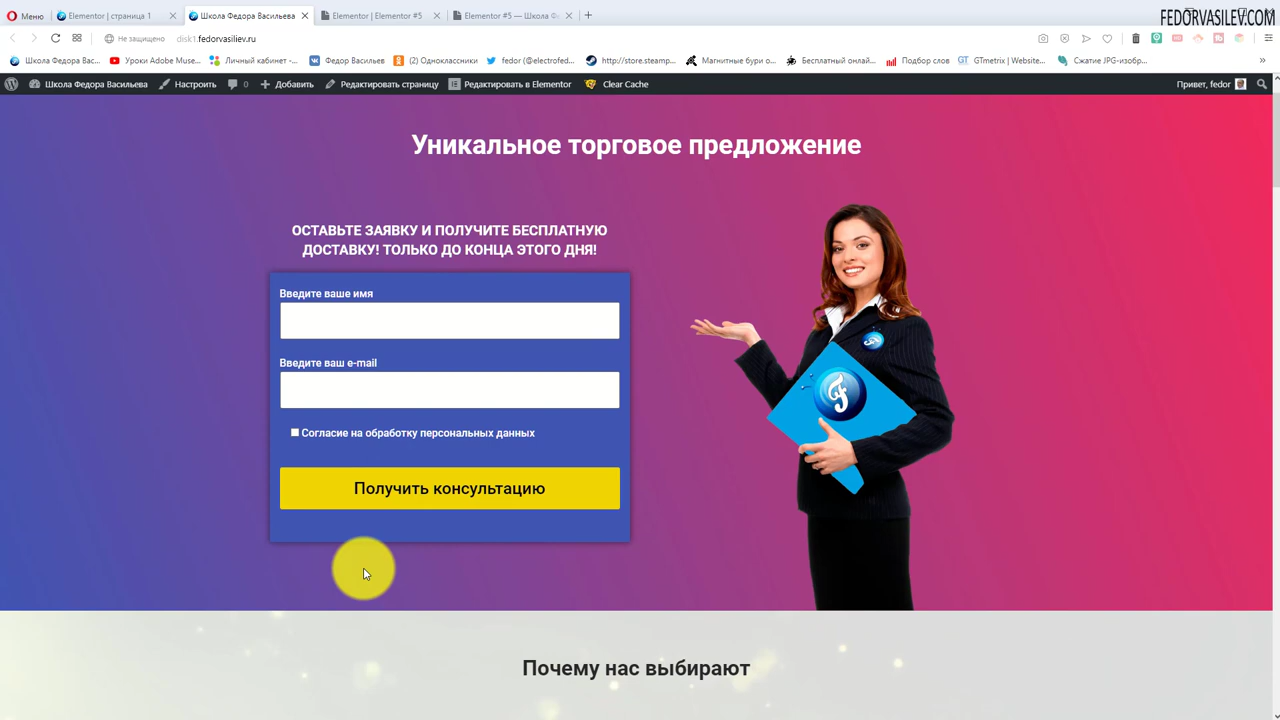 FEDORVASILEV.COM
Меню
Elementor | страница 1
Школа Федора Васильева
Elementor | Elementor #5
Elementor #5 — Школа Ф
Не защищено
disk1.fedorvasiliev.ru
Школа Федора Вас...
Уроки Adobe Muse...
Личный кабинет -...
Федор Васильев
(2) Одноклассники
fedor (@electrofed...
http://store.steamp...
Магнитные бури о...
Бесплатный онлай...
Подбор слов
GTmetrix | Website...
Сжатие JPG-изобр...
Школа Федора Васильева
Настроить
0
Добавить
Редактировать страницу
Редактировать в Elementor
Clear Cache
Привет, fedor
Уникальное торговое предложение
ОСТАВЬТЕ ЗАЯВКУ И ПОЛУЧИТЕ БЕСПЛАТНУЮ
ДОСТАВКУ! ТОЛЬКО ДО КОНЦА ЭТОГО ДНЯ!
Введите ваше имя
Введите ваш e-mail
Согласие на обработку персональных данных
Получить консультацию
Почему нас выбирают